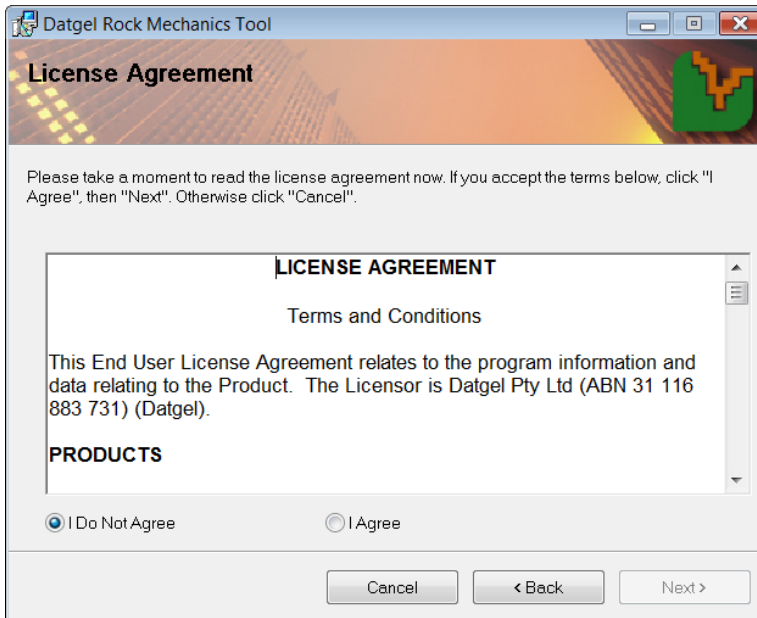 Datgel Rock Mechanics Tool
License Agreement
Please take a moment to read the license agreement now. If you accept the terms below, click "I
Agree", then "Next". Otherwise click "Cancel".
LICENSE AGREEMENT
Terms and Conditions
This End User License Agreement relates to the program information and
data relating to the Product.  The Licensor is Datgel Pty Ltd (ABN 31 116
883 731) (Datgel).
PRODUCTS
I Do Not Agree
I Agree
Cancel
< Back
Next >